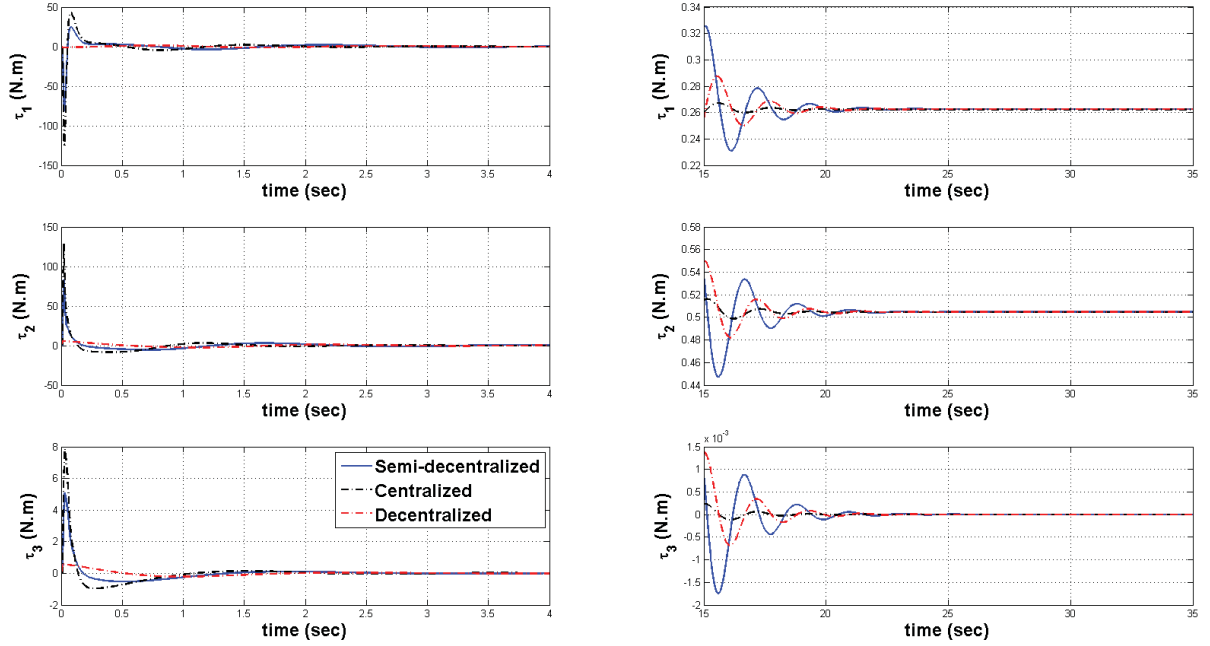 50
0
-50
-100
-150
τ1 (N.m)
0 0.5 1 1.5 2 2.5 3 3.5 4
time (sec)
0.34
0.32
0.3
0.28
0.26
0.24
0.22
τ1 (N.m)
15 20 25 30 35
time (sec)
150
100
50
0
-50
τ2 (N.m)
0 0.5 1 1.5 2 2.5 3 3.5 4
time (sec)
0.58
0.56
0.54
0.52
0.5
0.48
0.46
0.44
τ2 (N.m)
15 20 25 30 35
time (sec)
8
6
4
2
0
-2
τ3 (N.m)
Semi-decentralized
Centralized
Decentralized
0 0.5 1 1.5 2 2.5 3 3.5 4
time (sec)
x 10-3
1.5
1
0.5
0
-0.5
-1
-1.5
-2
τ3 (N.m)
15 20 25 30 35
time (sec)